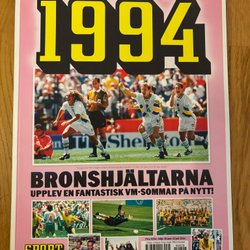 1994
BRONSHJÄLTARNA
UPPLEV EN FANTASTISK VM-SOMMAR PÅ NYTT!
SPORT